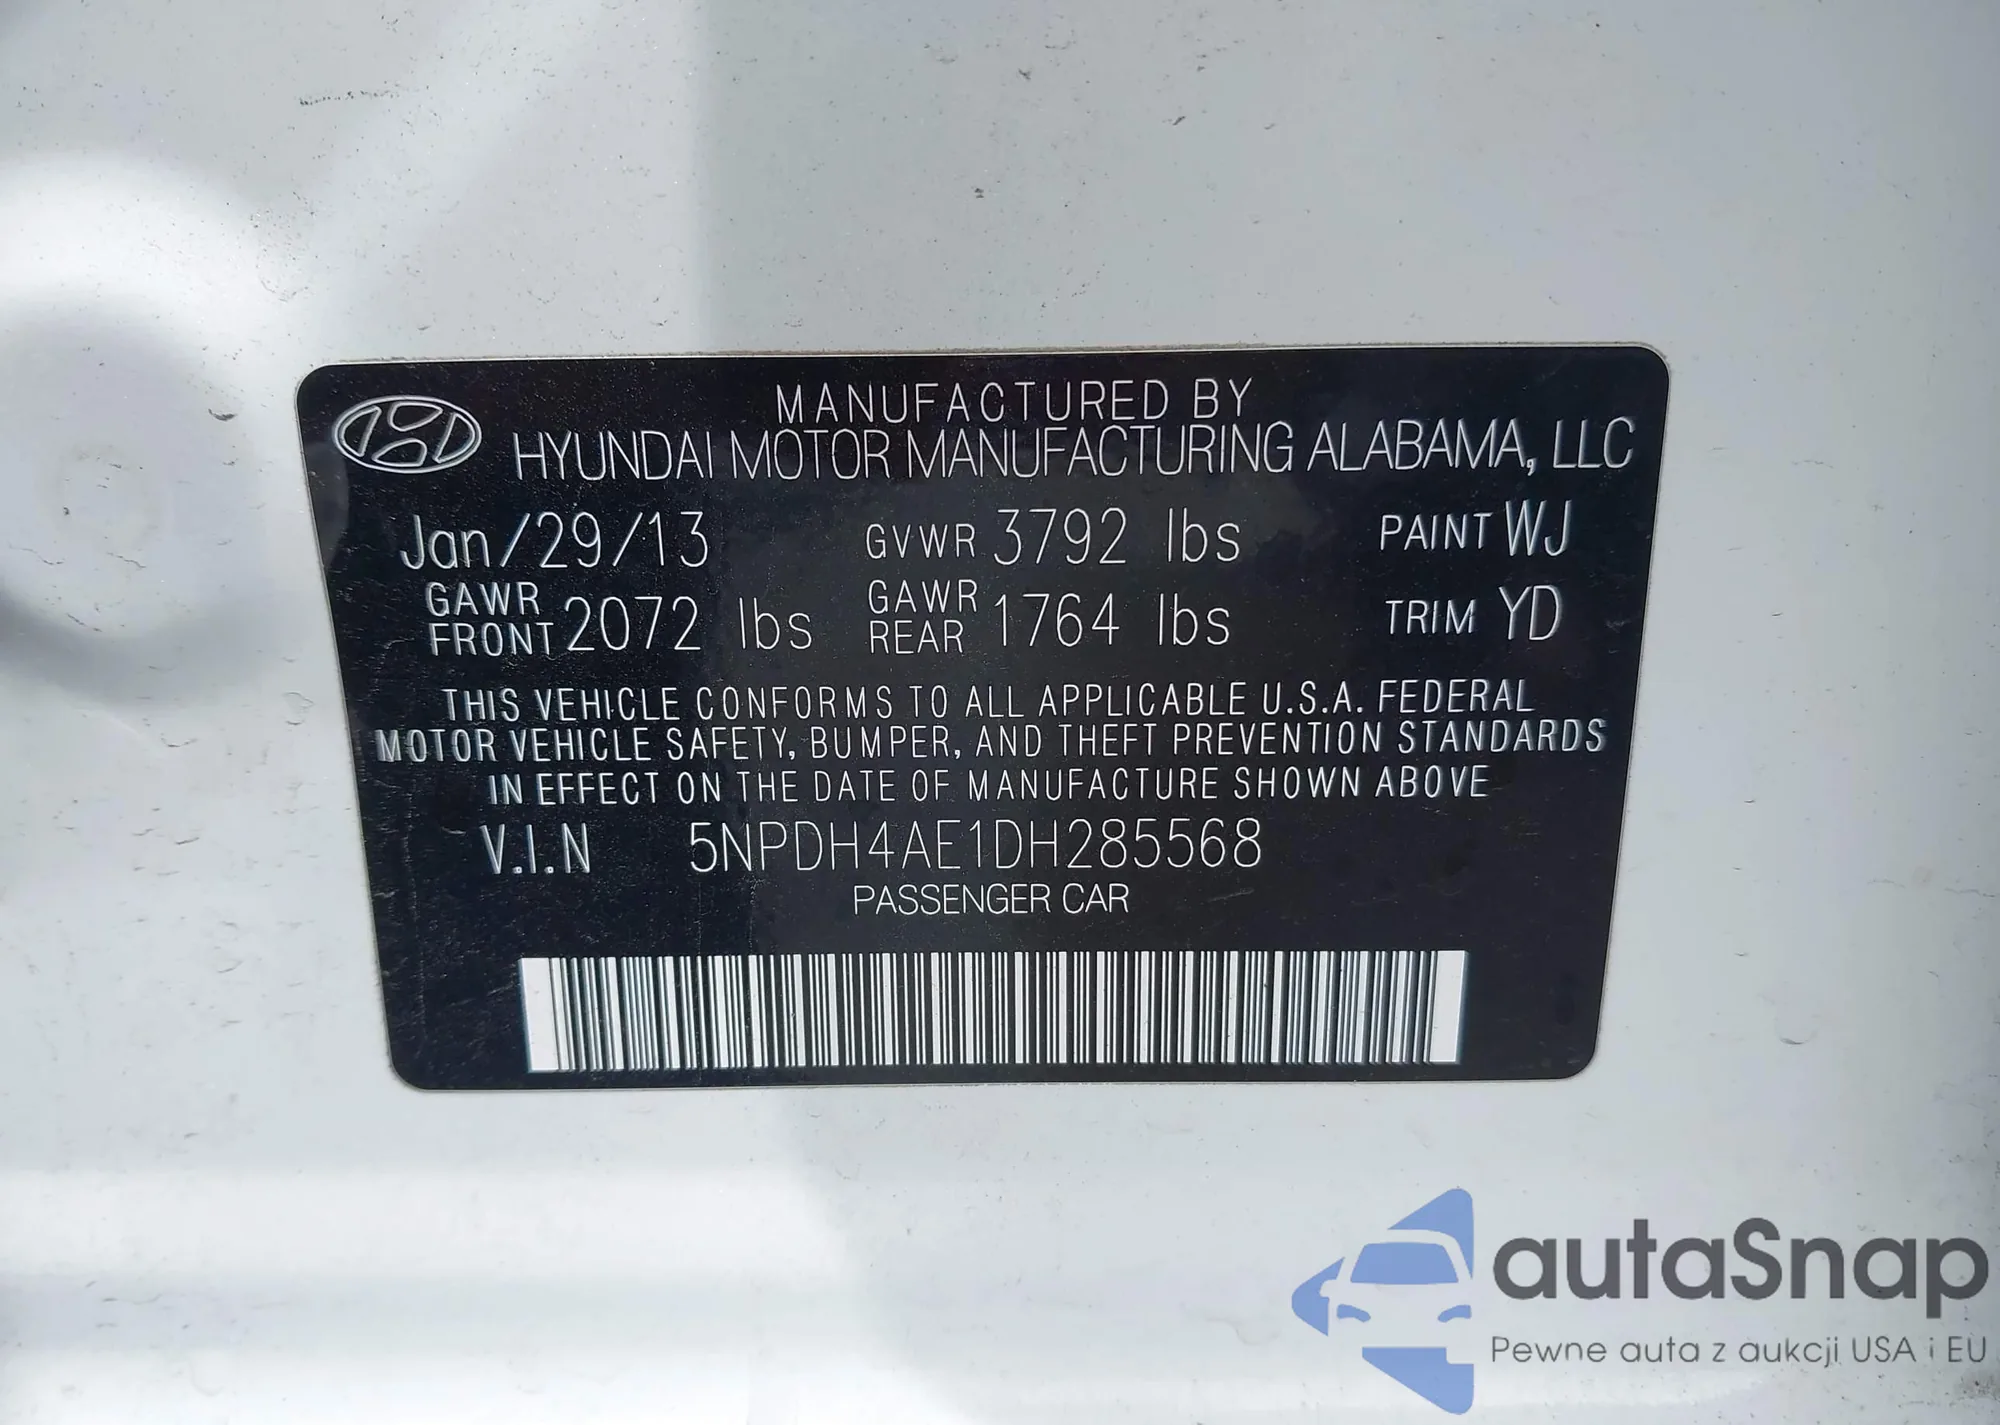 MANUFACTURED BY
HYUNDAI MOTOR MANUFACTURING ALABAMA, LLC
Jan/29/13 GVWR 3792 lbs PAINT WJ
GAWR FRONT 2072 lbs GAWR REAR 1764 lbs TRIM YD
THIS VEHICLE CONFORMS TO ALL APPLICABLE U.S.A. FEDERAL
MOTOR VEHICLE SAFETY, BUMPER, AND THEFT PREVENTION STANDARDS
IN EFFECT ON THE DATE OF MANUFACTURE SHOWN ABOVE
V.I.N 5NPDH4AE1DH285568
PASSENGER CAR
autaSnap
Pewne auta z aukcji USA i EU